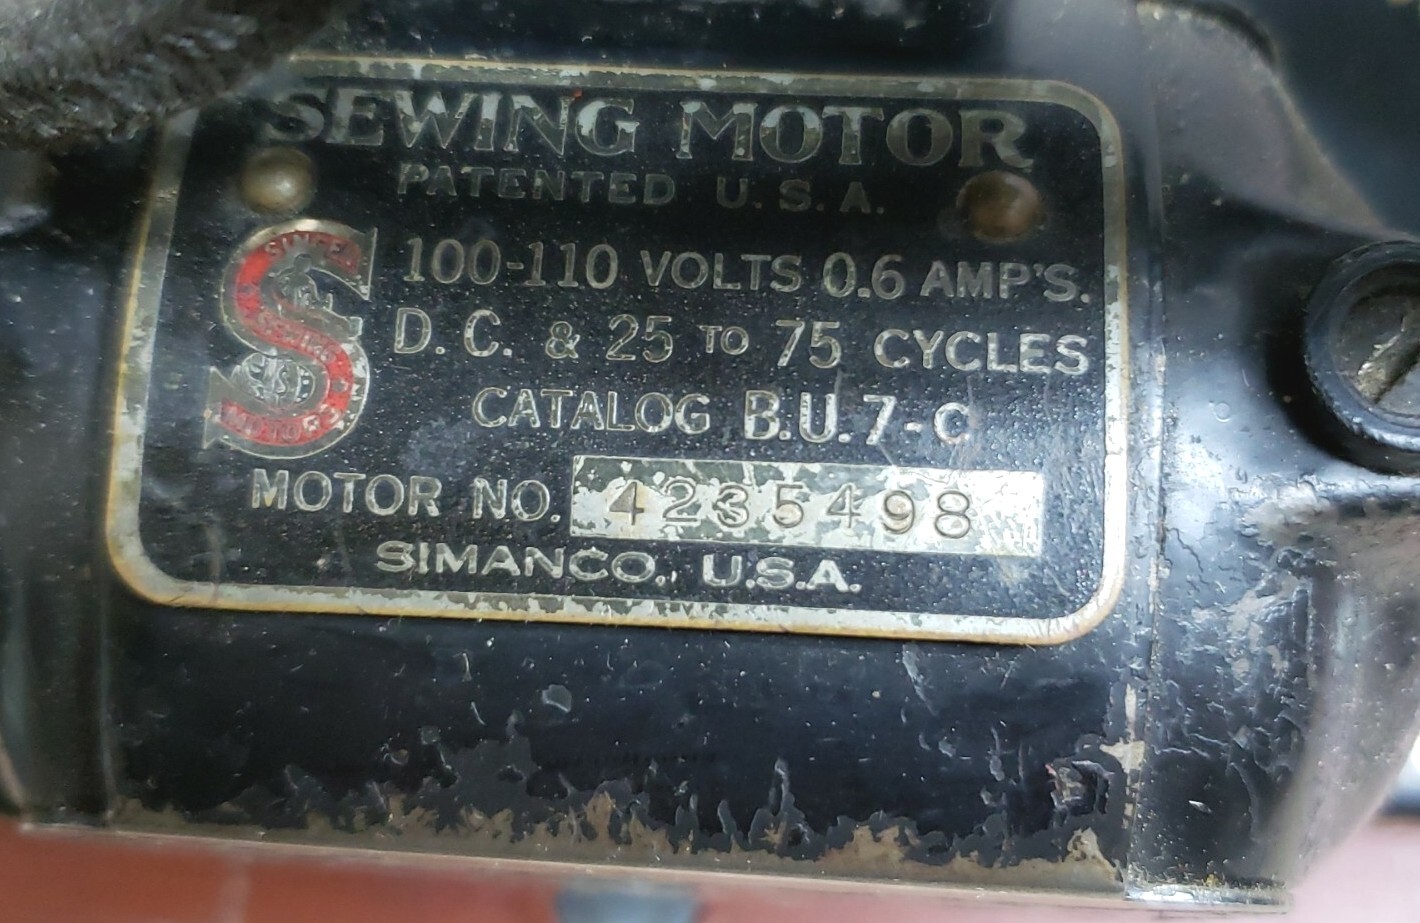 SEWING MOTOR
PATENTED U.S.A.
SINGER
100-110 VOLTS 0.6 AMP'S.
D.C. & 25 TO 75 CYCLES
CATALOG B.U.7-C
MOTOR NO. 4235498
SIMANCO., U.S.A.